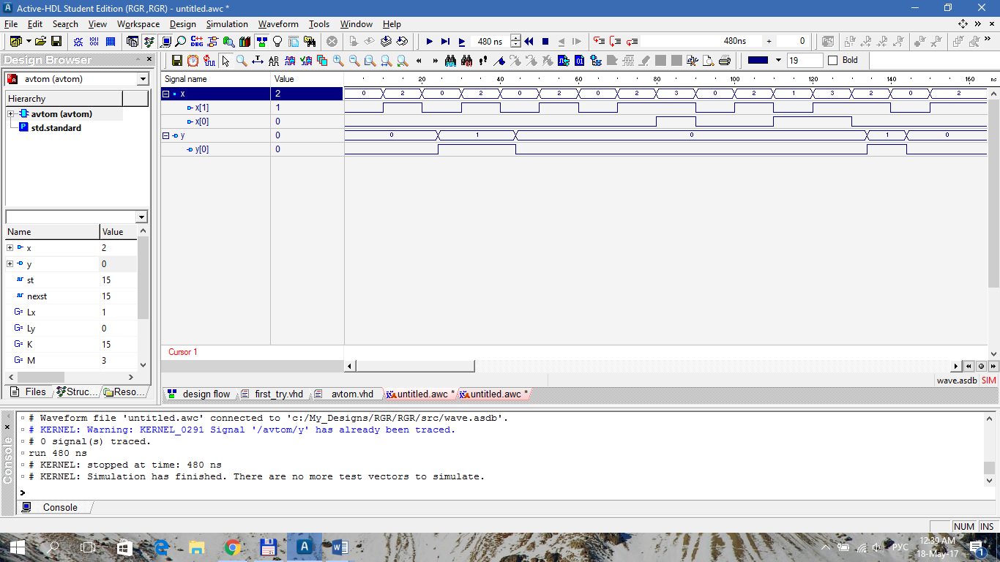 Active-HDL Student Edition (RGR ,RGR) - untitled.awc *
File Edit Search View Workspace Design Simulation Waveform Tools Window Help
480 ns 480ns + 0
Design Browser
19 Bold
avtom (avtom)
Hierarchy
avtom (avtom)
std.standard
Signal name Value 20 40 60 80 100 120 140 160 ns
x 2 0 2 0 2 0 2 0 2 3 0 2 1 3 2 0 2
x[1] 1
x[0] 0
y 0 0 1 0 1 0
y[0] 0
Name Value
x 2
y 0
st 15
nexst 15
Lx 1
Ly 0
K 15
M 3
Cursor 1
wave.asdb SIM
Files Struc... Reso...
design flow first_try.vhd avtom.vhd untitled.awc * untitled.awc *
Console
# Waveform file 'untitled.awc' connected to 'c:/My_Designs/RGR/RGR/src/wave.asdb'.
# KERNEL: Warning: KERNEL_0291 Signal '/avtom/y' has already been traced.
# 0 signal(s) traced.
run 480 ns
# KERNEL: stopped at time: 480 ns
# KERNEL: Simulation has finished. There are no more test vectors to simulate.
>
Console
NUM INS
РУС 12:39 AM
18-May-17
1